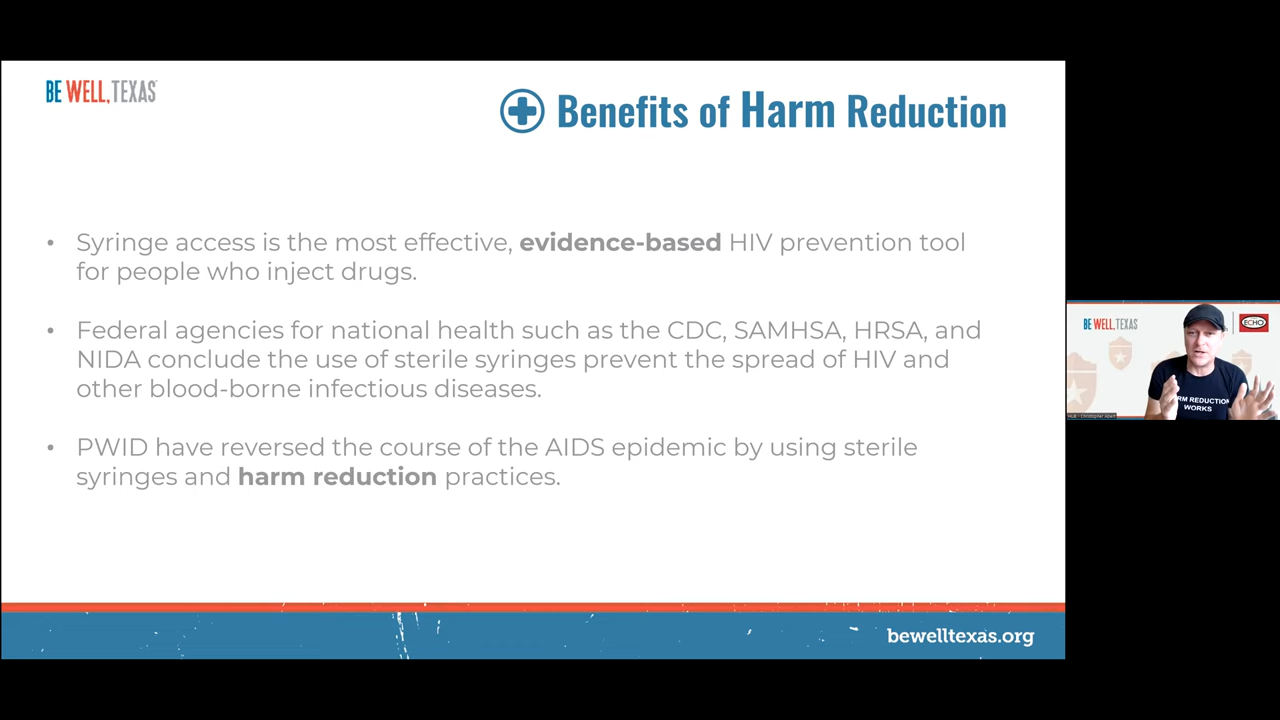 BE WELL, TEXAS
Benefits of Harm Reduction
• Syringe access is the most effective, evidence-based HIV prevention tool
for people who inject drugs.
• Federal agencies for national health such as the CDC, SAMHSA, HRSA, and
NIDA conclude the use of sterile syringes prevent the spread of HIV and
other blood-borne infectious diseases.
• PWID have reversed the course of the AIDS epidemic by using sterile
syringes and harm reduction practices.
bewelltexas.org
BE WELL, TEXAS
ECHO
RM REDUCTION
WORKS